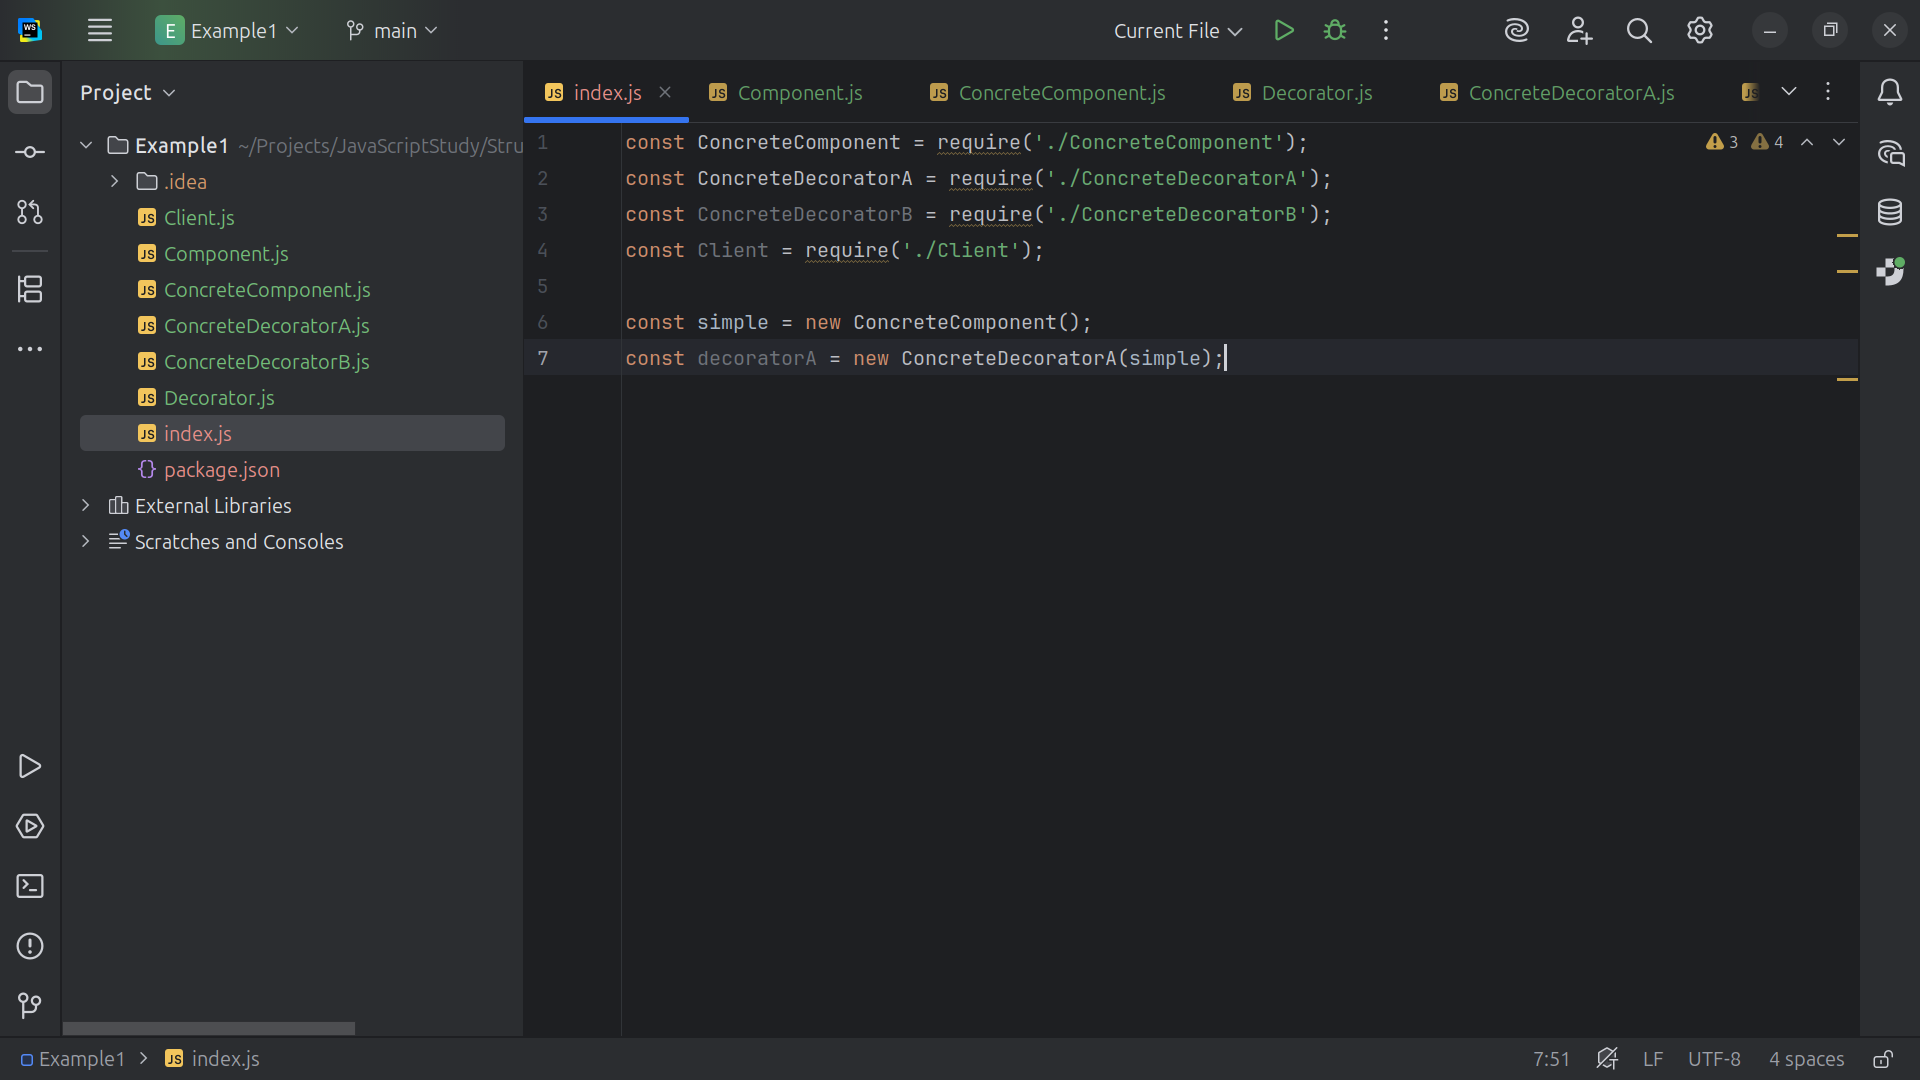 WS
E Example1
main
Current File
Project
Example1 ~/Projects/JavaScriptStudy/Stru
.idea
JS Client.js
JS Component.js
JS ConcreteComponent.js
JS ConcreteDecoratorA.js
JS ConcreteDecoratorB.js
JS Decorator.js
JS index.js
{} package.json
External Libraries
Scratches and Consoles
JS index.js
JS Component.js
JS ConcreteComponent.js
JS Decorator.js
JS ConcreteDecoratorA.js
JS
3 4
1 const ConcreteComponent = require('./ConcreteComponent');
2 const ConcreteDecoratorA = require('./ConcreteDecoratorA');
3 const ConcreteDecoratorB = require('./ConcreteDecoratorB');
4 const Client = require('./Client');
5
6 const simple = new ConcreteComponent();
7 const decoratorA = new ConcreteDecoratorA(simple);
Example1 > JS index.js
7:51
LF
UTF-8
4 spaces